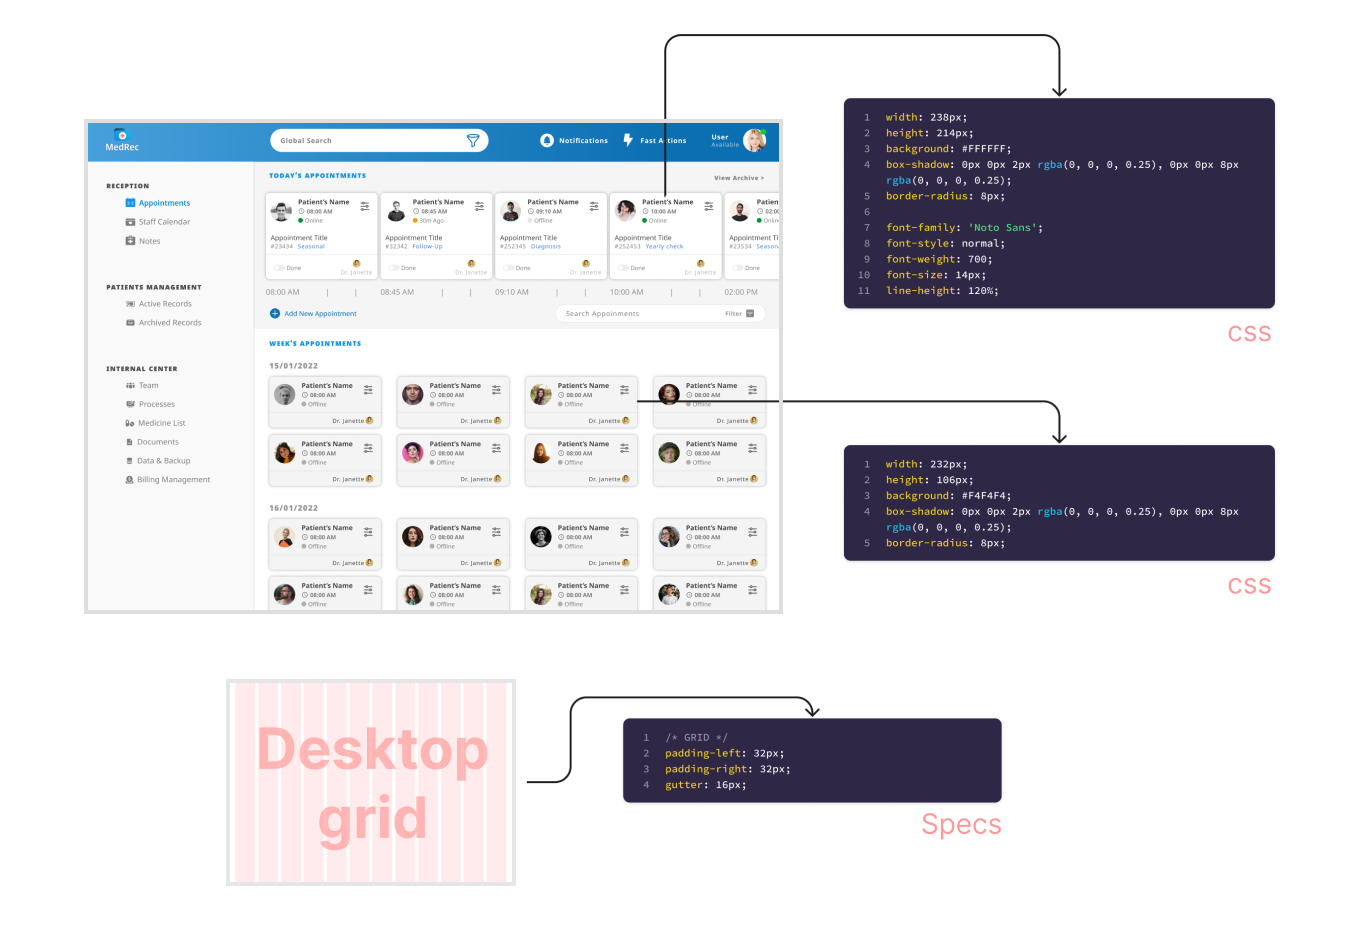 MedRec
Global Search
Notifications
Fast Actions
User
Available
RECEPTION
Appointments
Staff Calendar
Notes
PATIENTS MANAGEMENT
Active Records
Archived Records
INTERNAL CENTER
Team
Processes
Medicine List
Documents
Data & Backup
Billing Management
TODAY'S APPOINTMENTS
View Archive >
Patient's Name
08:00 AM
Online
Appointment Title
#23434 Seasonal
Done
Dr. Janette
Patient's Name
08:45 AM
30m Ago
Appointment Title
#32342 Follow-Up
Done
Dr. Janette
Patient's Name
09:10 AM
Offline
Appointment Title
#252345 Diagnosis
Done
Dr. Janette
Patient's Name
10:00 AM
Online
Appointment Title
#252453 Yearly check
Done
Dr. Janette
Patien
02:00
Online
Appointment Ti
#23534 Season
Done
08:00 AM | | 08:45 AM | | 09:10 AM | | 10:00 AM | | 02:00 PM
Add New Appointment
Search Appoinments
Filter
WEEK'S APPOINTMENTS
15/01/2022
Patient's Name
08:00 AM
Offline
Dr. Janette
Patient's Name
08:00 AM
Offline
Dr. Janette
Patient's Name
08:00 AM
Offline
Dr. Janette
Patient's Name
08:00 AM
Offline
Dr. Janette
Patient's Name
08:00 AM
Offline
Dr. Janette
Patient's Name
08:00 AM
Offline
Dr. Janette
Patient's Name
08:00 AM
Offline
Dr. Janette
Patient's Name
08:00 AM
Offline
Dr. Janette
16/01/2022
Patient's Name
08:00 AM
Offline
Dr. Janette
Patient's Name
08:00 AM
Offline
Dr. Janette
Patient's Name
08:00 AM
Offline
Dr. Janette
Patient's Name
08:00 AM
Offline
Dr. Janette
Patient's Name
08:00 AM
Offline
Patient's Name
08:00 AM
Offline
Patient's Name
08:00 AM
Offline
Patient's Name
08:00 AM
Offline
1 width: 238px;
2 height: 214px;
3 background: #FFFFFF;
4 box-shadow: 0px 0px 2px rgba(0, 0, 0, 0.25), 0px 0px 8px
rgba(0, 0, 0, 0.25);
5 border-radius: 8px;
6
7 font-family: 'Noto Sans';
8 font-style: normal;
9 font-weight: 700;
10 font-size: 14px;
11 line-height: 120%;
css
1 width: 232px;
2 height: 106px;
3 background: #F4F4F4;
4 box-shadow: 0px 0px 2px rgba(0, 0, 0, 0.25), 0px 0px 8px
rgba(0, 0, 0, 0.25);
5 border-radius: 8px;
css
Desktop
grid
1 /* GRID */
2 padding-left: 32px;
3 padding-right: 32px;
4 gutter: 16px;
Specs